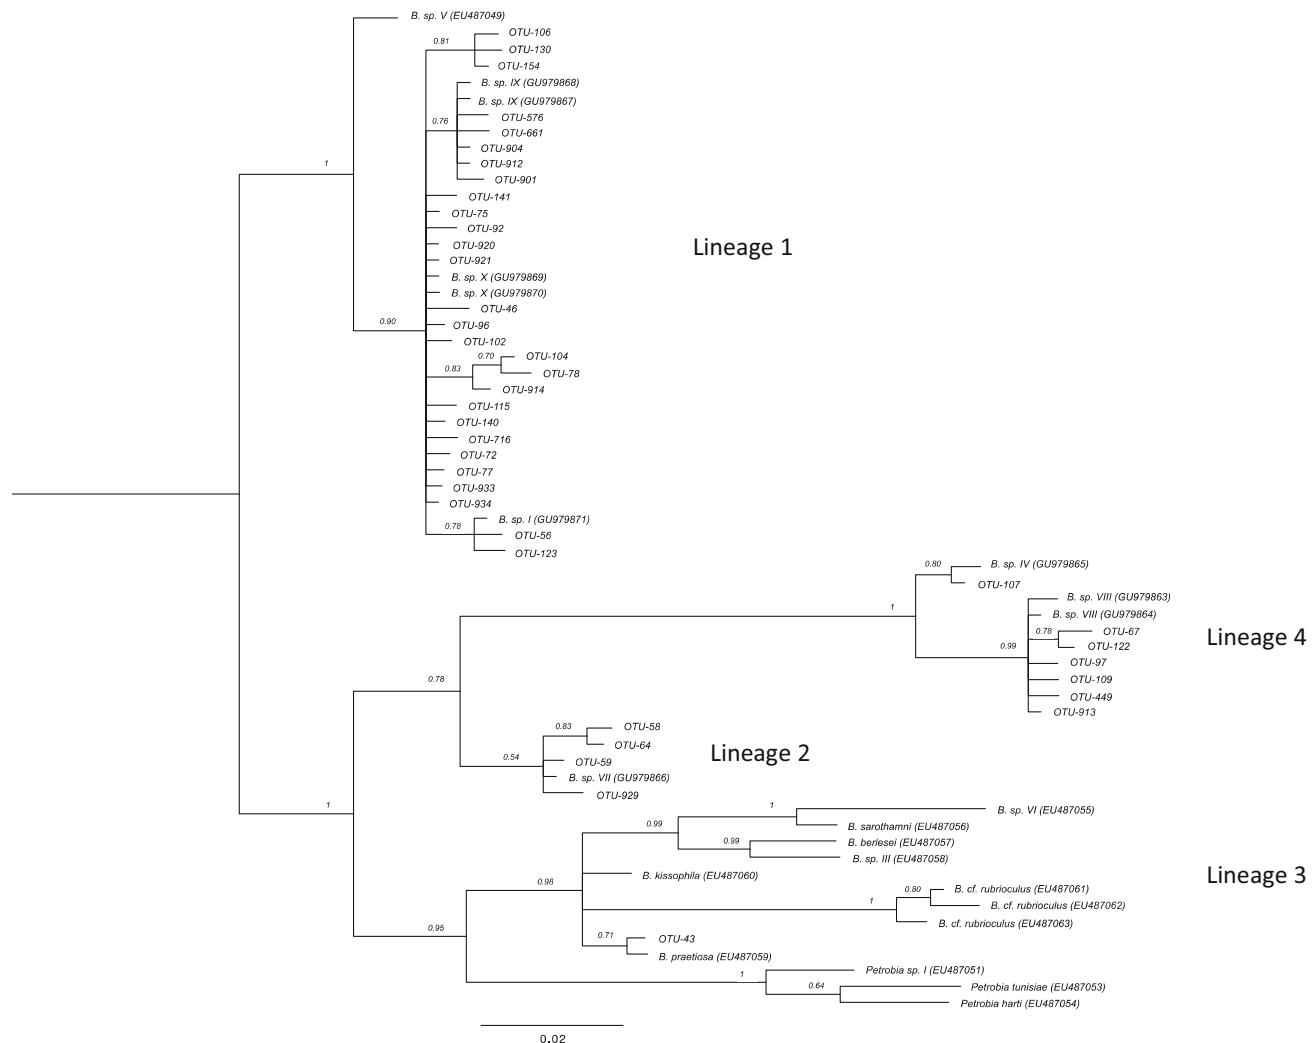 B. sp. V (EU487049)
OTU-106
0.81
OTU-130
OTU-154
B. sp. IX (GU979868)
B. sp. IX (GU979867)
OTU-576
0.76
OTU-661
OTU-904
OTU-912
1
OTU-901
OTU-141
OTU-75
OTU-92
OTU-920
Lineage 1
OTU-921
B. sp. X (GU979869)
B. sp. X (GU979870)
OTU-46
0.90
OTU-96
OTU-102
0.70
OTU-104
0.83
OTU-78
OTU-914
OTU-115
OTU-140
OTU-716
OTU-72
OTU-77
OTU-933
OTU-934
B. sp. I (GU979871)
0.78
OTU-56
OTU-123
0.80
B. sp. IV (GU979865)
OTU-107
B. sp. VIII (GU979863)
1
B. sp. VIII (GU979864)
0.78
OTU-67
Lineage 4
0.99
OTU-122
OTU-97
0.78
OTU-109
OTU-449
OTU-913
0.83
OTU-58
OTU-64
Lineage 2
0.54
OTU-59
B. sp. VII (GU979866)
OTU-929
1
1
B. sp. VI (EU487055)
0.99
B. sarothamni (EU487056)
0.99
B. berlesei (EU487057)
B. sp. III (EU487058)
B. kissophila (EU487060)
Lineage 3
0.98
0.80
B. cf. rubrioculus (EU487061)
1
B. cf. rubrioculus (EU487062)
B. cf. rubrioculus (EU487063)
0.95
0.71
OTU-43
B. praetiosa (EU487059)
1
Petrobia sp. I (EU487051)
0.64
Petrobia tunisiae (EU487053)
Petrobia harti (EU487054)
0.02